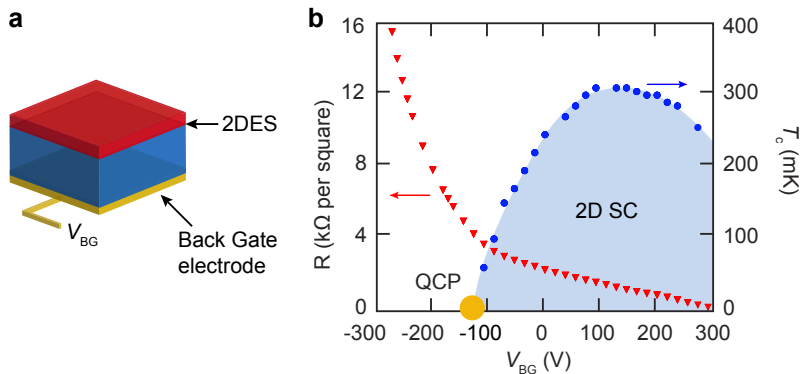 a
2DES
V_BG
Back Gate
electrode
b
16
12
8
4
0
R (kΩ per square)
400
300
200
100
0
T_c (mK)
2D SC
QCP
-300
-200
-100
0
100
200
300
V_BG (V)